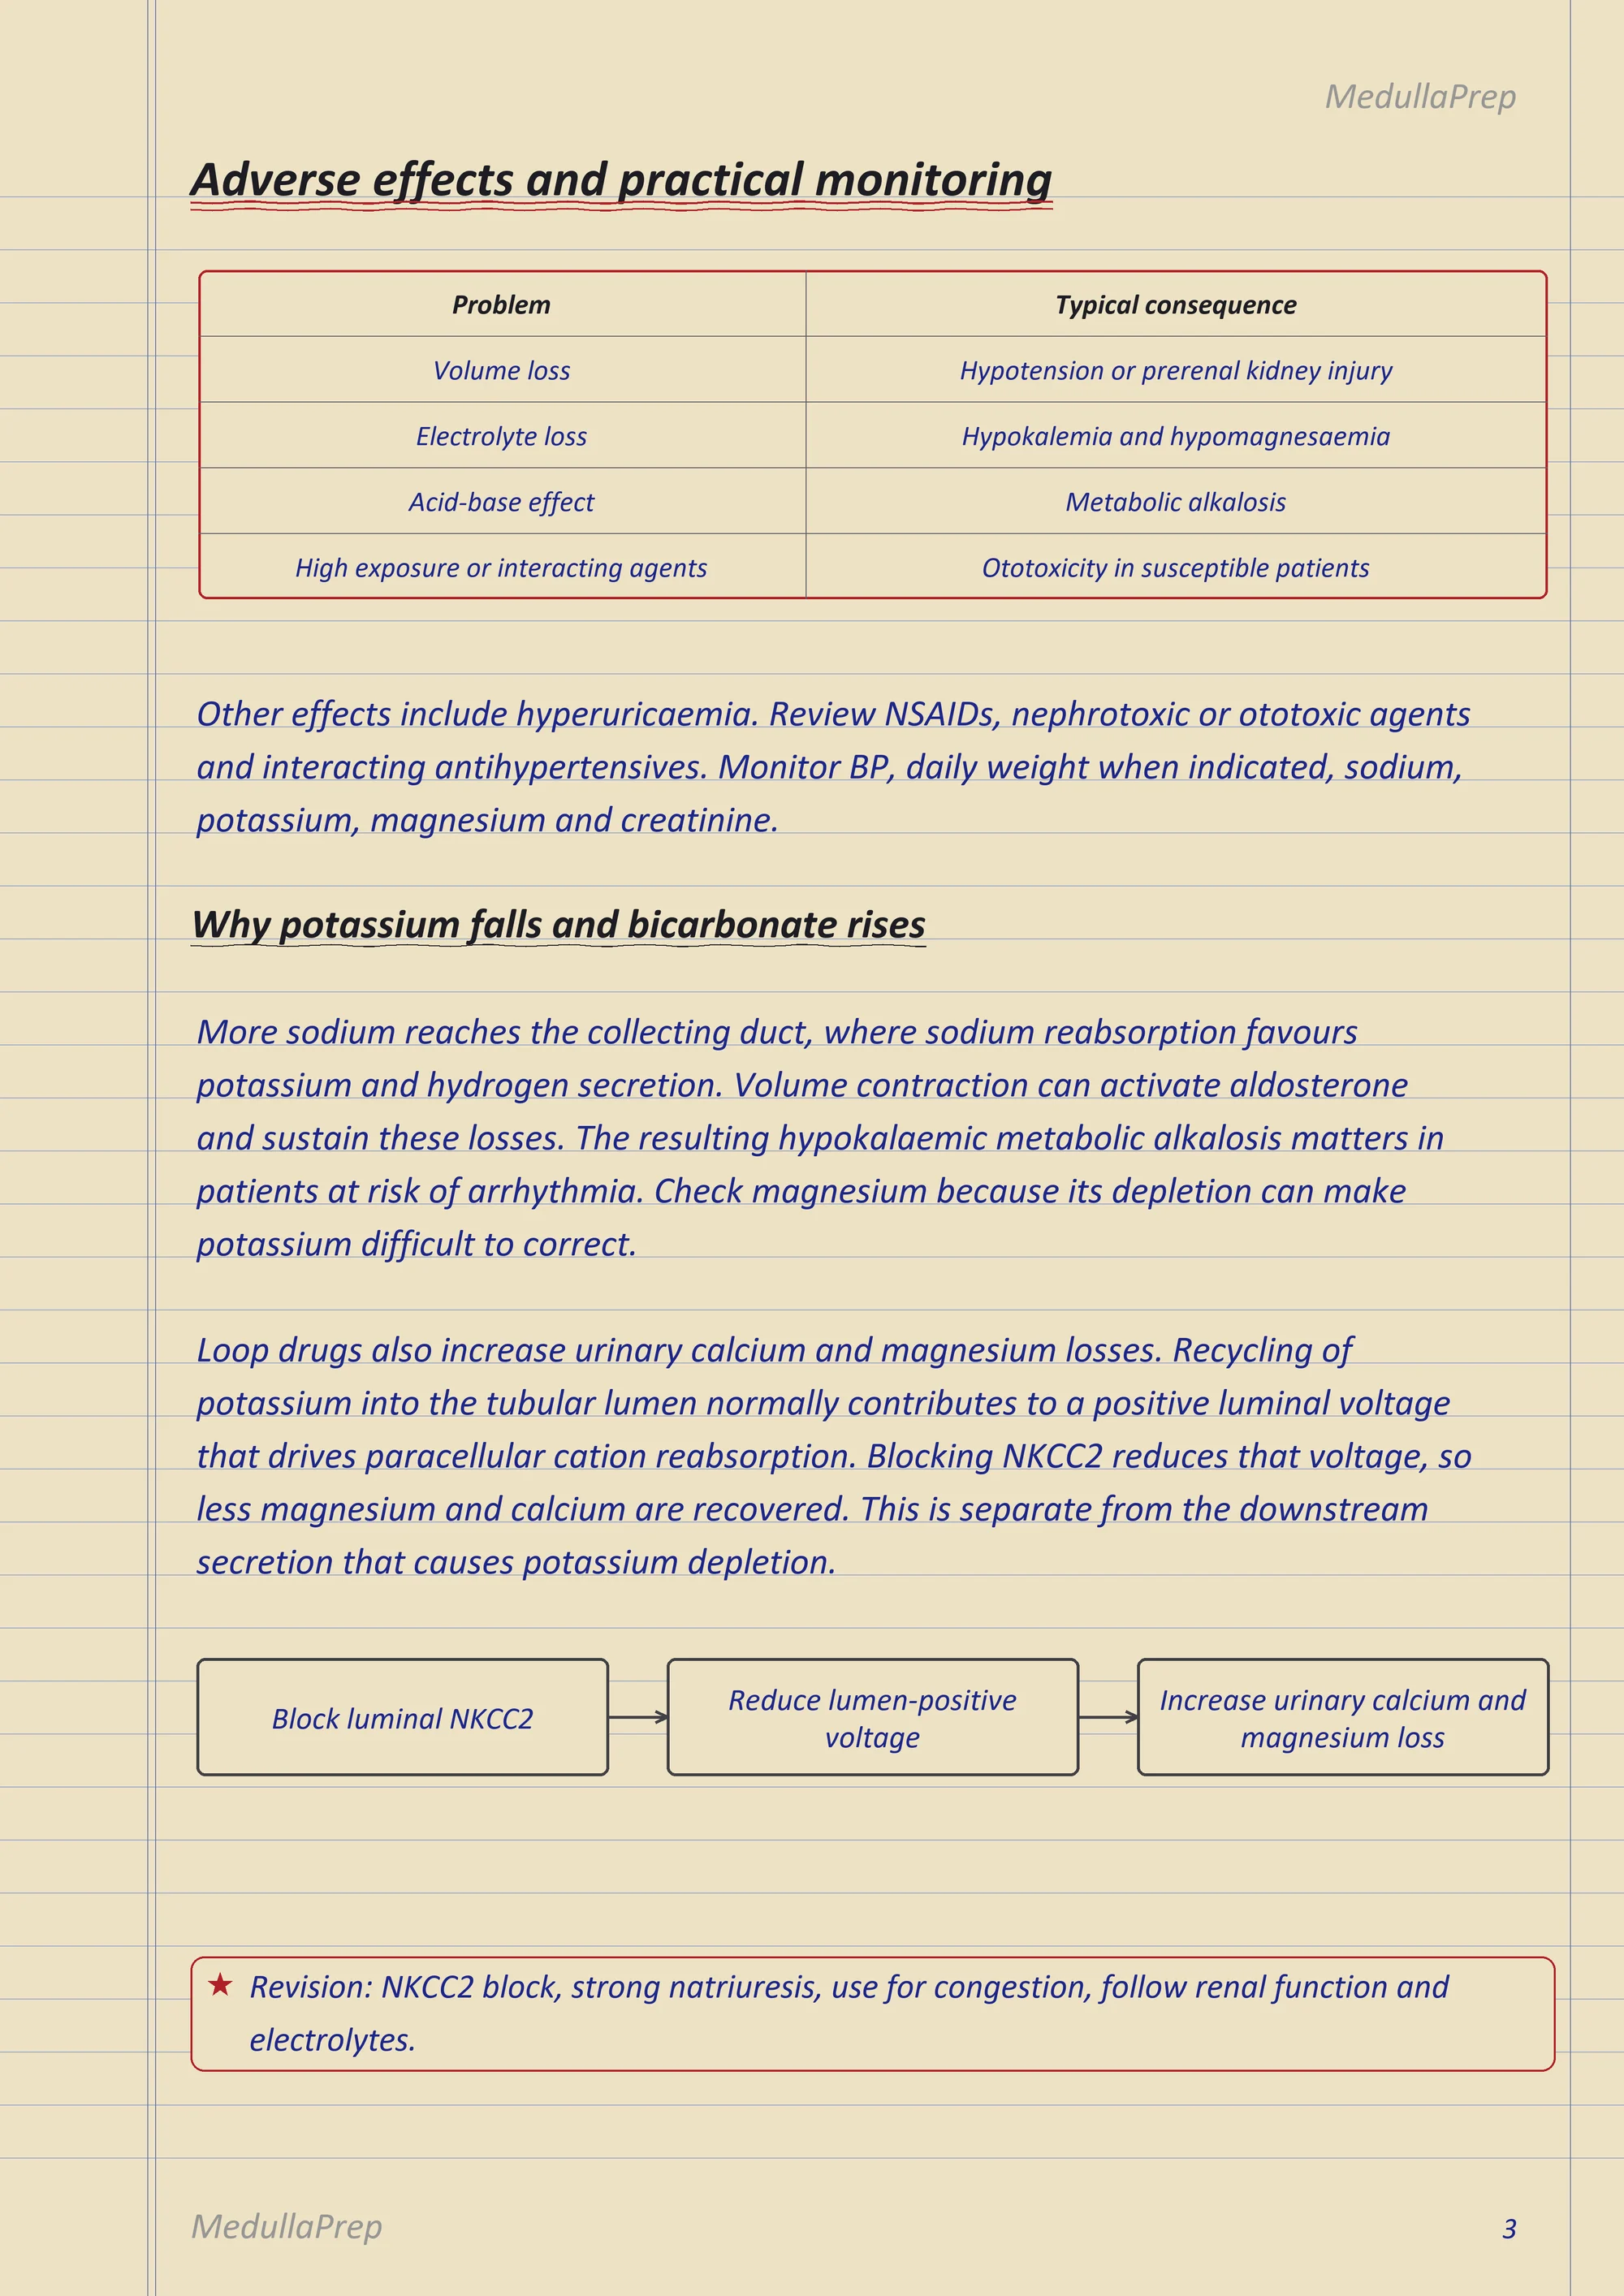 MedullaPrep
Adverse effects and practical monitoring
Problem Typical consequence
Volume loss Hypotension or prerenal kidney injury
Electrolyte loss Hypokalemia and hypomagnesaemia
Acid-base effect Metabolic alkalosis
High exposure or interacting agents Ototoxicity in susceptible patients
Other effects include hyperuricaemia. Review NSAIDs, nephrotoxic or ototoxic agents
and interacting antihypertensives. Monitor BP, daily weight when indicated, sodium,
potassium, magnesium and creatinine.
Why potassium falls and bicarbonate rises
More sodium reaches the collecting duct, where sodium reabsorption favours
potassium and hydrogen secretion. Volume contraction can activate aldosterone
and sustain these losses. The resulting hypokalaemic metabolic alkalosis matters in
patients at risk of arrhythmia. Check magnesium because its depletion can make
potassium difficult to correct.
Loop drugs also increase urinary calcium and magnesium losses. Recycling of
potassium into the tubular lumen normally contributes to a positive luminal voltage
that drives paracellular cation reabsorption. Blocking NKCC2 reduces that voltage, so
less magnesium and calcium are recovered. This is separate from the downstream
secretion that causes potassium depletion.
Block luminal NKCC2
Reduce lumen-positive
voltage
Increase urinary calcium and
magnesium loss
★ Revision: NKCC2 block, strong natriuresis, use for congestion, follow renal function and
electrolytes.
MedullaPrep
3